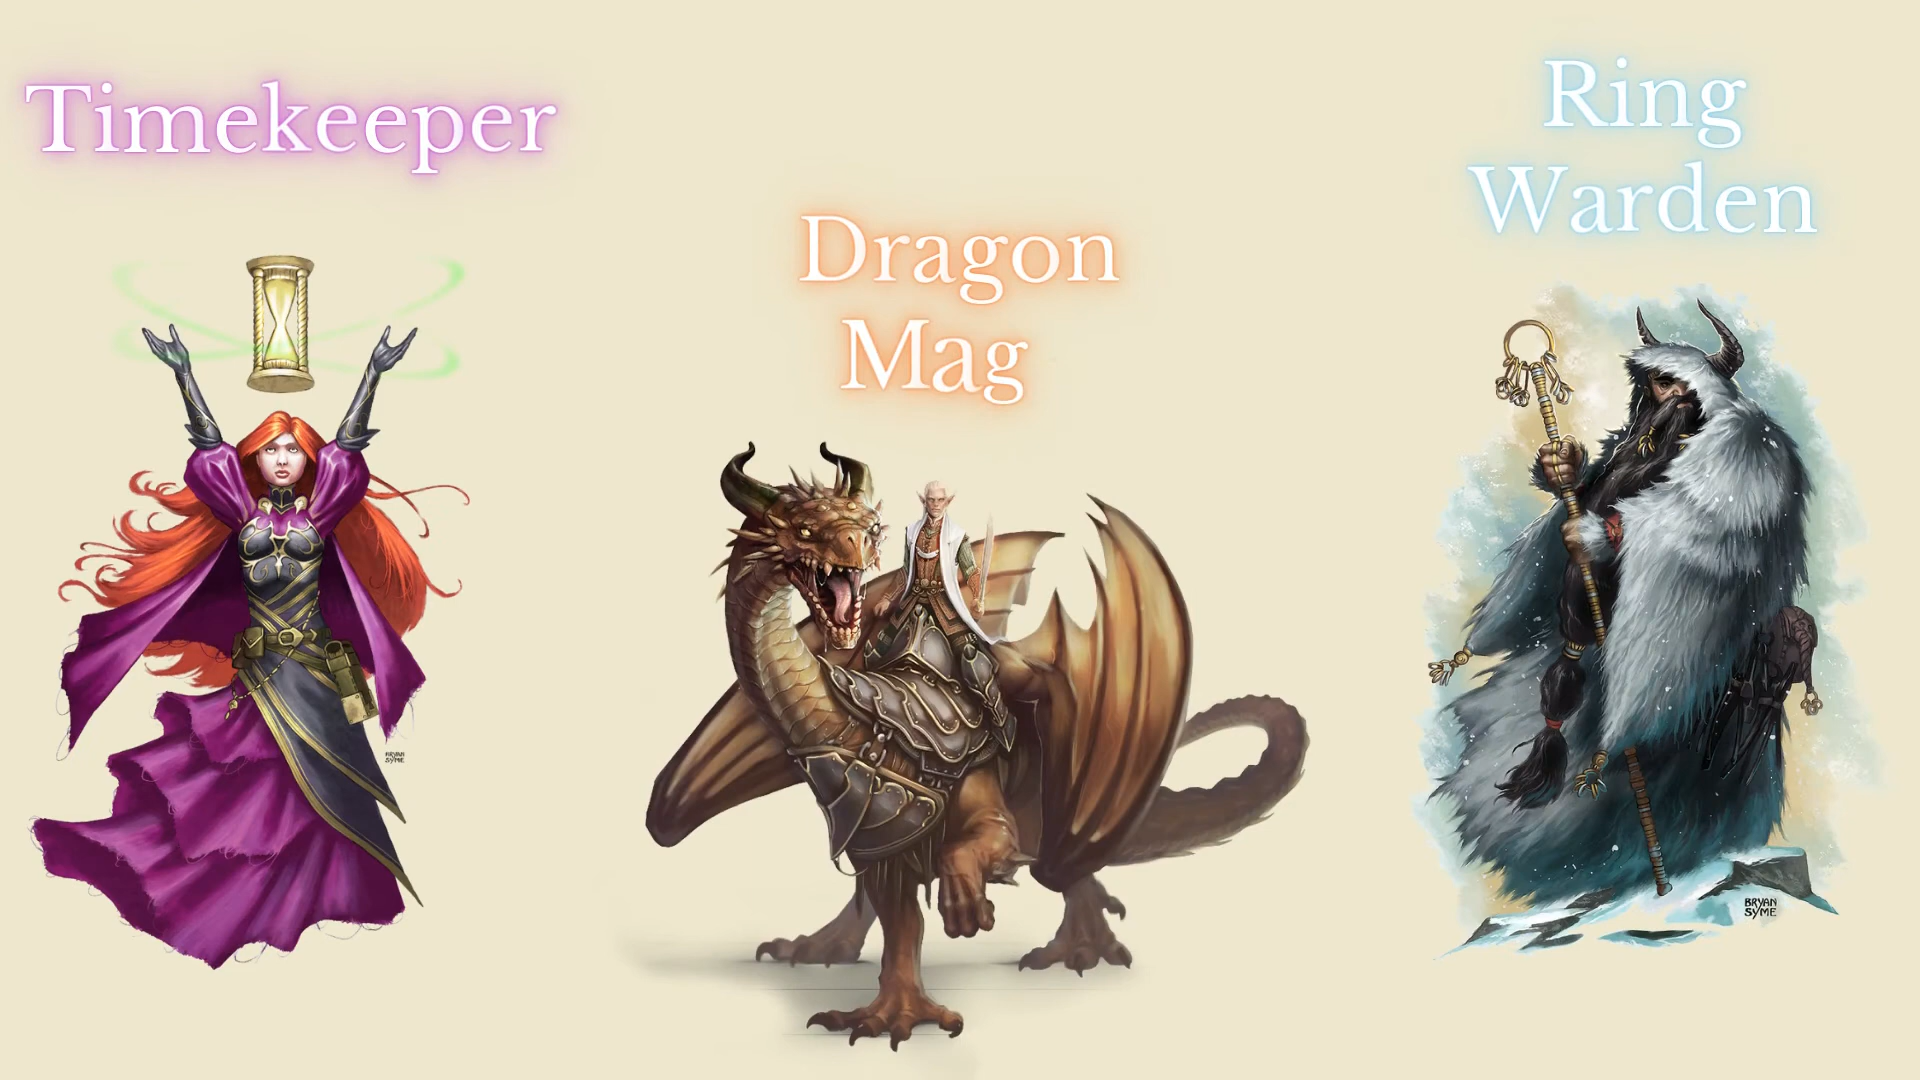 Timekeeper
Dragon
Mag
Ring
Warden
BRYAN
SYME
BRYAN
SYME